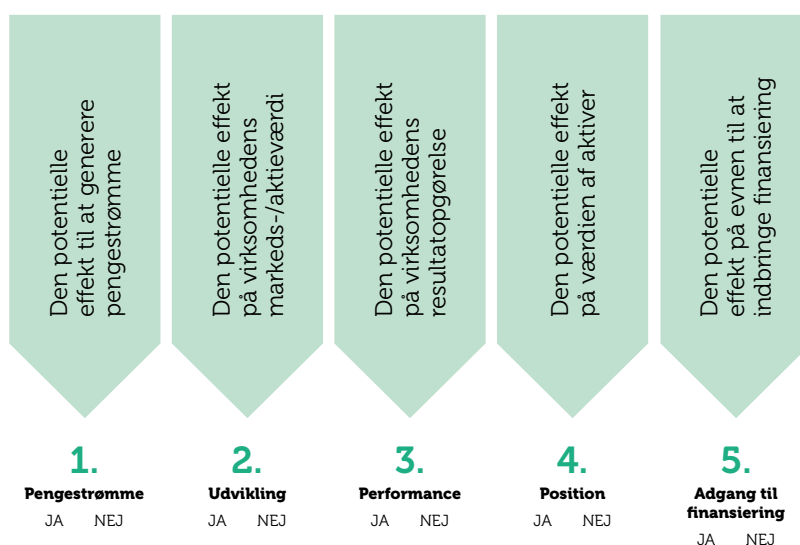 Den potentielle
effekt til at generere
pengestrømme
Den potentielle effekt
på virksomhedens
markeds-/aktieværdi
Den potentielle effekt
på virksomhedens
resultatopgørelse
Den potentielle effekt
på værdien af aktiver
Den potentielle
effekt på evnen til at
indbringe finansiering
1.
Pengestrømme
JA NEJ
2.
Udvikling
JA NEJ
3.
Performance
JA NEJ
4.
Position
JA NEJ
5.
Adgang til
finansiering
JA NEJ